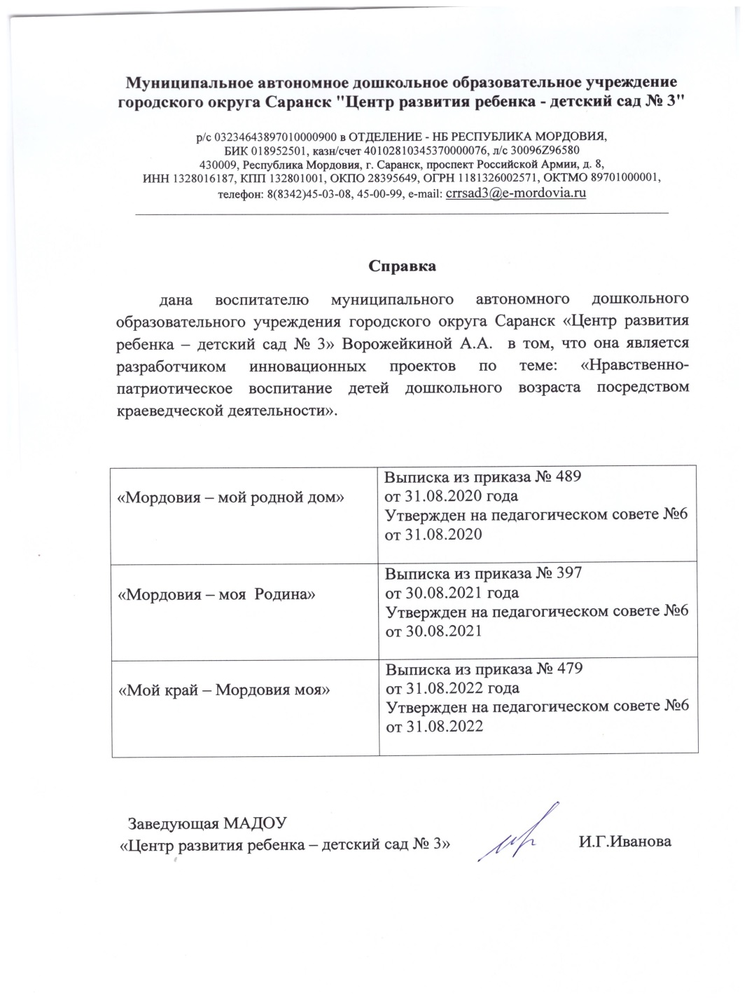 Муниципальное автономное дошкольное образовательное учреждение
городского округа Саранск "Центр развития ребенка - детский сад № 3"
р/с 03234643897010000900 в ОТДЕЛЕНИЕ - НБ РЕСПУБЛИКА МОРДОВИЯ,
БИК 018952501, казн/счет 40102810345370000076, л/с 30096Z96580
430009, Республика Мордовия, г. Саранск, проспект Российской Армии, д. 8,
ИНН 1328016187, КПП 132801001, ОКПО 28395649, ОГРН 1181326002571, ОКТМО 89701000001,
телефон: 8(8342)45-03-08, 45-00-99, e-mail: crrsad3@e-mordovia.ru
Справка
дана воспитателю муниципального автономного дошкольного
образовательного учреждения городского округа Саранск «Центр развития
ребенка – детский сад № 3» Ворожейкиной А.А. в том, что она является
разработчиком инновационных проектов по теме: «Нравственно-
патриотическое воспитание детей дошкольного возраста посредством
краеведческой деятельности».
«Мордовия – мой родной дом»
Выписка из приказа № 489
от 31.08.2020 года
Утвержден на педагогическом совете №6
от 31.08.2020
«Мордовия – моя Родина»
Выписка из приказа № 397
от 30.08.2021 года
Утвержден на педагогическом совете №6
от 30.08.2021
«Мой край – Мордовия моя»
Выписка из приказа № 479
от 31.08.2022 года
Утвержден на педагогическом совете №6
от 31.08.2022
Заведующая МАДОУ
«Центр развития ребенка – детский сад № 3»
И.Г.Иванова